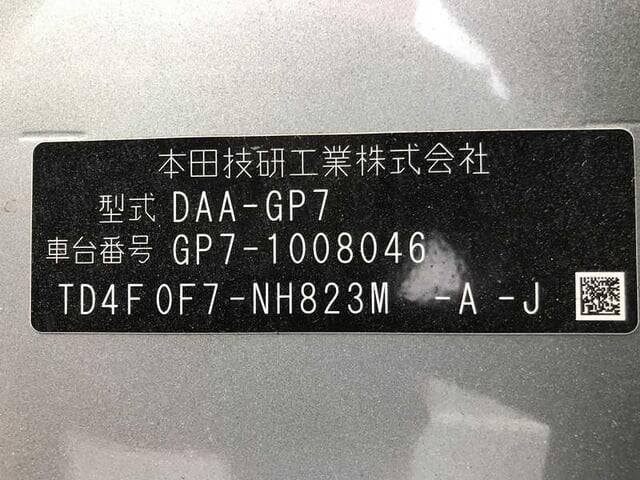 本田技研工業株式会社
型式 DAA-GP7
車台番号 GP7-1008046
TD4F0F7-NH823M -A -J